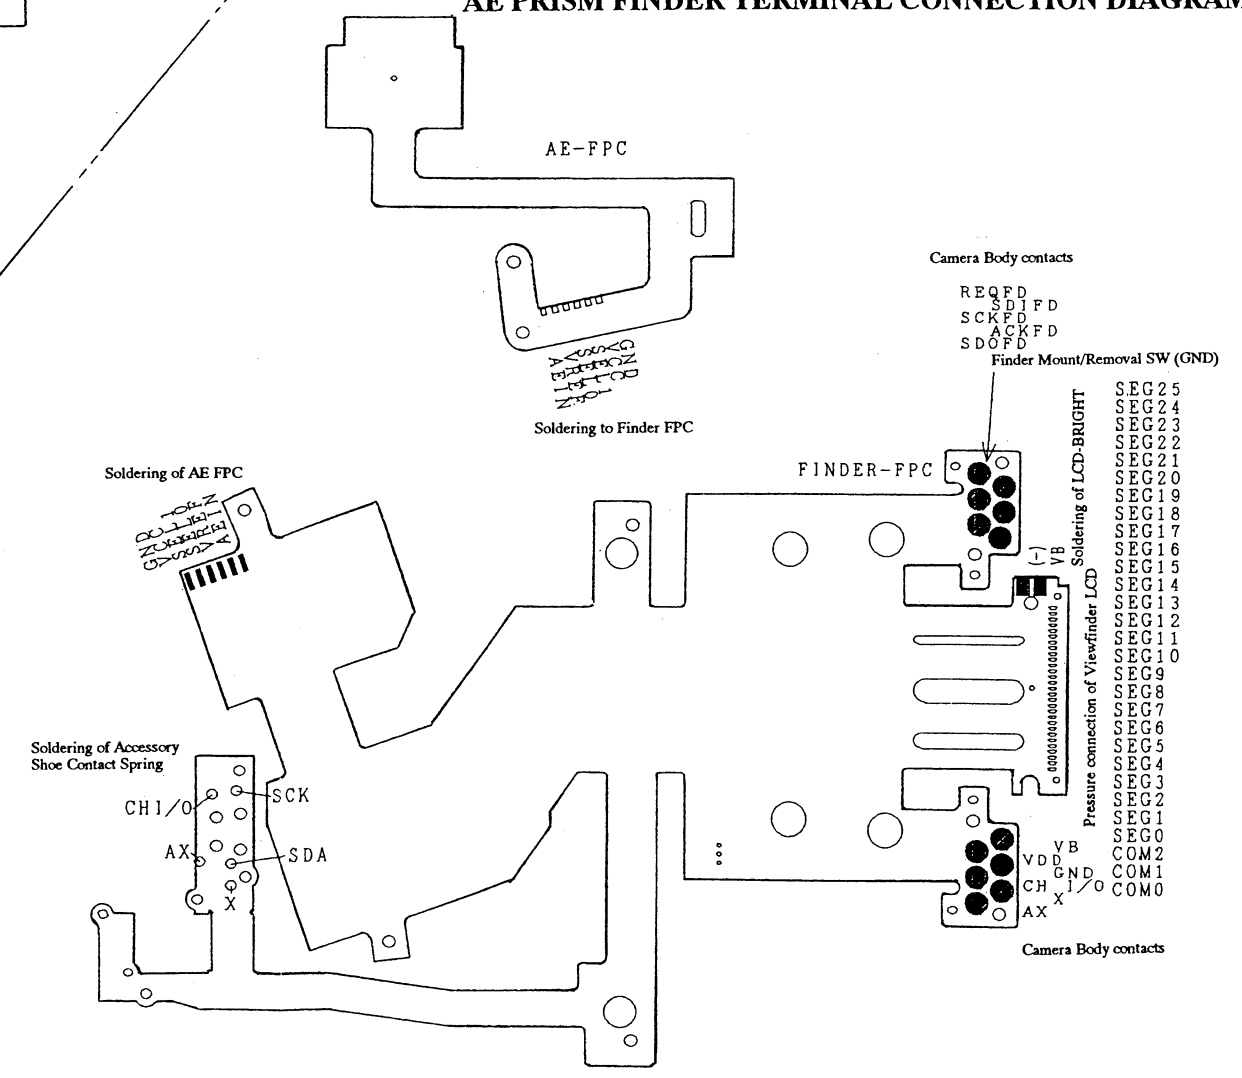 AE PRISM FINDER TERMINAL CONNECTION DIAGRAM
AE-FPC
Camera Body contacts
REQFD
SDIFD
SCKFD
ACKFD
SDOFD
Finder Mount/Removal SW (GND)
GND
Soldering to Finder FPC
Soldering of AE FPC
GND
FINDER-FPC
Soldering of LCD-BRIGHT
(-)
VB
Pressure connection of Viewfinder LCD
SEG25
SEG24
SEG23
SEG22
SEG21
SEG20
SEG19
SEG18
SEG17
SEG16
SEG15
SEG14
SEG13
SEG12
SEG11
SEG10
SEG9
SEG8
SEG7
SEG6
SEG5
SEG4
SEG3
SEG2
SEG1
SEG0
COM2
COM1
COM0
Soldering of Accessory
Shoe Contact Spring
CHI/O
SCK
AX
SDA
X
VB
VDD
GND
CH I/O
X
AX
Camera Body contacts